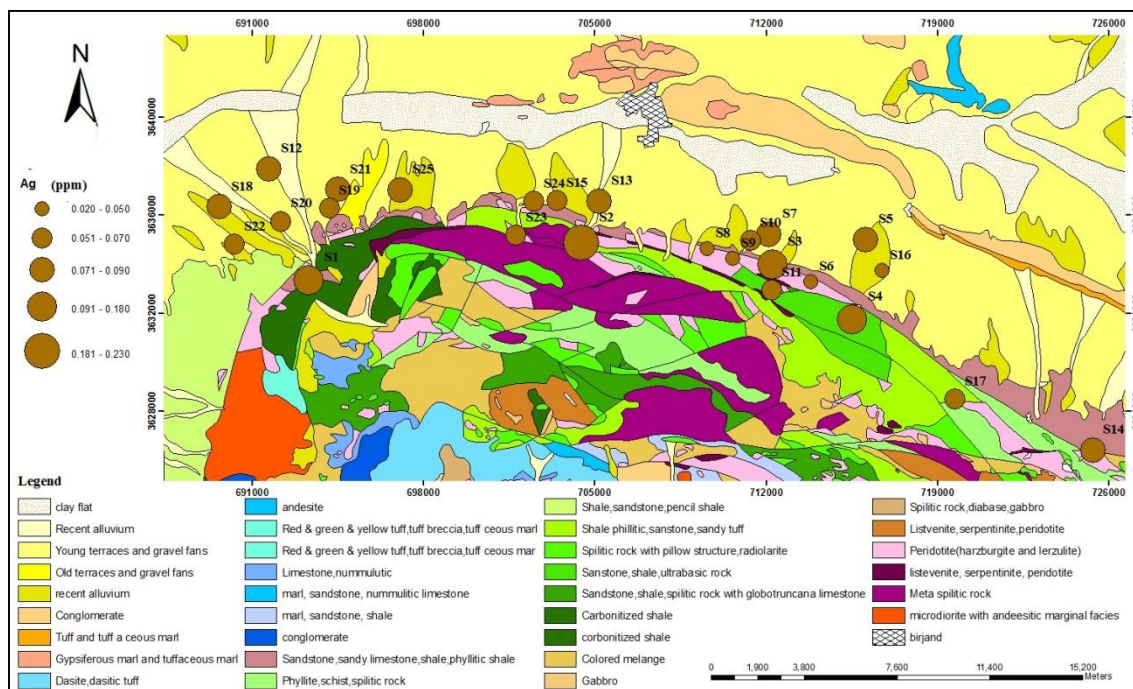 691000 698000 705000 712000 719000 726000
N
3640000
3636000
3632000
3628000
Ag (ppm)
0.020 - 0.050
0.051 - 0.070
0.071 - 0.090
0.091 - 0.180
0.181 - 0.230
S12
S18
S21
S19
S25
S20
S22
S1
S24
S15
S13
S23
S2
S7
S10
S8
S9
S3
S11
S6
S5
S16
S4
S17
S14
691000 698000 705000 712000 719000 726000
Legend
clay flat
Recent alluvium
Young terraces and gravel fans
Old terraces and gravel fans
recent alluvium
Conglomerate
Tuff and tuff a ceous marl
Gypsiferous marl and tuffaceous marl
Dasite,dasitic tuff
andesite
Red & green & yellow tuff,tuff breccia,tuff ceous marl
Red & green & yellow tuff,tuff breccia,tuff ceous mar
Limestone,nummulutic
marl, sandstone, nummulitic limestone
marl, sandstone, shale
conglomerate
Sandstone,sandy limestone,shale,phyllitic shale
Phyllite,schist,spilitic rock
Shale,sandstone,pencil shale
Shale phillitic,sanstone,sandy tuff
Spilitic rock with pillow structure,radiolarite
Sanstone,shale,ultrabasic rock
Sandstone,shale,spilitic rock with globotruncana limestone
Carbonitized shale
corbonitized shale
Colored melange
Gabbro
Spilitic rock,diabase,gabbro
Listvenite, serpentinite, peridotite
Peridotite(harzburgite and lerzulite)
listevenite, serpentinite, peridotite
Meta spilitic rock
microdiorite with andeesitic marginal facies
birjand
0 1,900 3,800 7,600 11,400 15,200
Meters